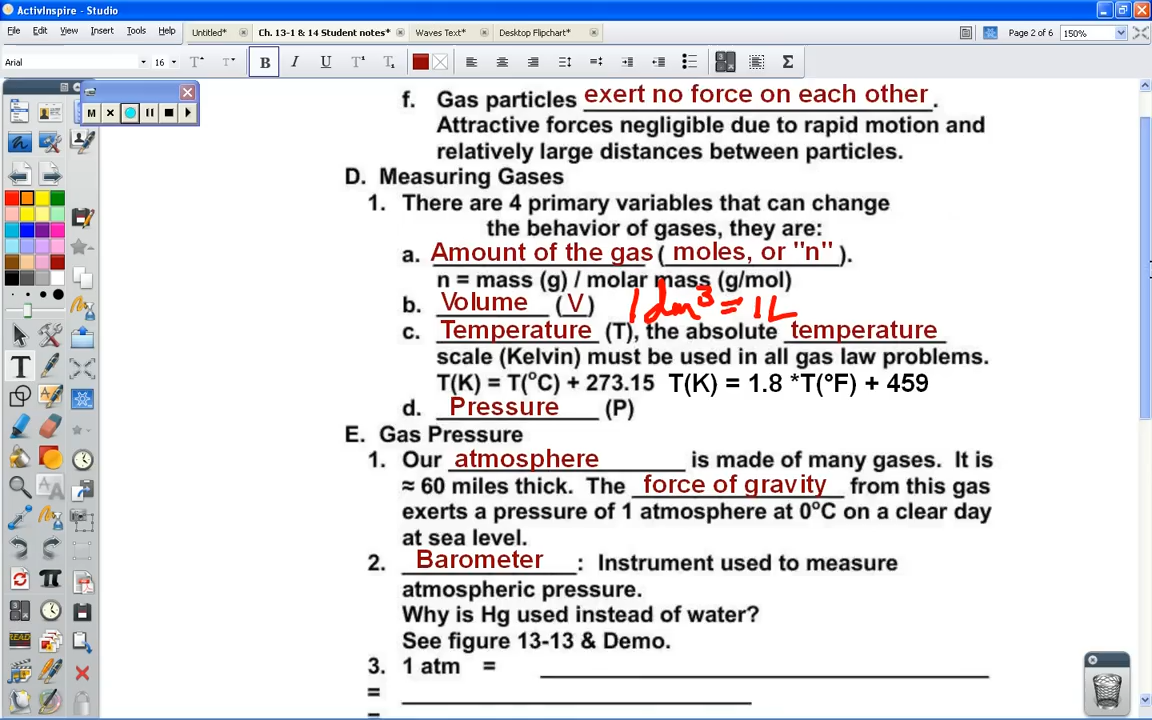 ActivInspire - Studio
File Edit View Insert Tools Help Untitled* Ch. 13-1 & 14 Student notes* Waves Text* Desktop Flipchart* Page 2 of 6 150%
Arial 16 B I U T T Σ
M
f. Gas particles exert no force on each other.
Attractive forces negligible due to rapid motion and
relatively large distances between particles.
D. Measuring Gases
1. There are 4 primary variables that can change
the behavior of gases, they are:
a. Amount of the gas (moles, or "n").
n = mass (g) / molar mass (g/mol)
b. Volume (V) 1dm³ = 1L
c. Temperature (T), the absolute temperature
scale (Kelvin) must be used in all gas law problems.
T(K) = T(°C) + 273.15 T(K) = 1.8 *T(°F) + 459
d. Pressure (P)
E. Gas Pressure
1. Our atmosphere is made of many gases. It is
≈ 60 miles thick. The force of gravity from this gas
exerts a pressure of 1 atmosphere at 0°C on a clear day
at sea level.
2. Barometer : Instrument used to measure
atmospheric pressure.
Why is Hg used instead of water?
See figure 13-13 & Demo.
3. 1 atm =
=
=